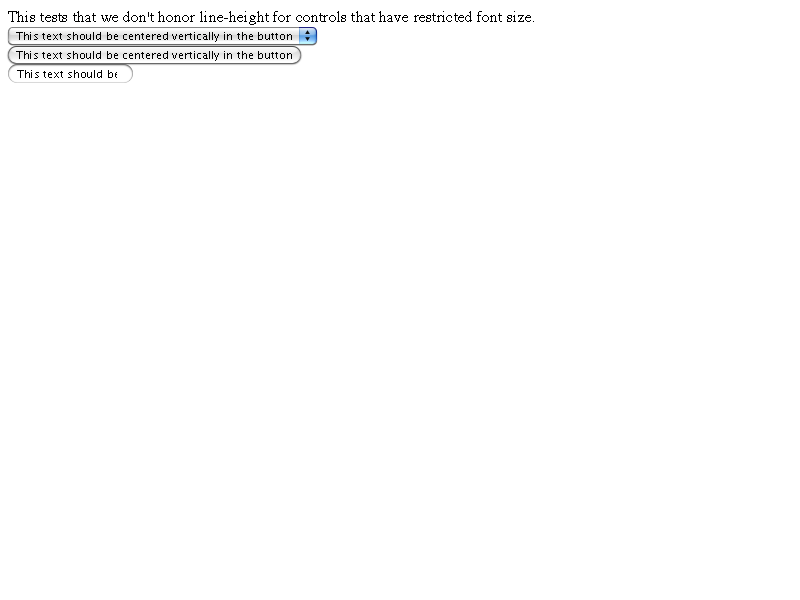 This tests that we don't honor line-height for controls that have restricted font size.
This text should be centered vertically in the button
This text should be centered vertically in the button
This text should be